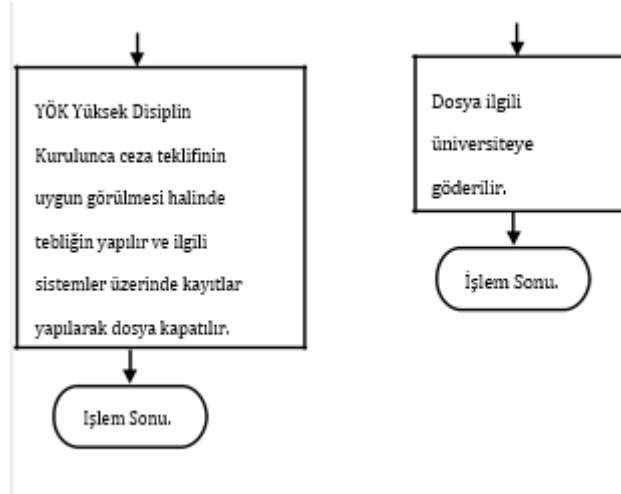 YÖK Yüksek Disiplin
Kurulunca ceza teklifinin
uygun görülmesi halinde
tebliğin yapılır ve ilgili
sistemler üzerinde kayıtlar
yapılarak dosya kapatılır.
İşlem Sonu.
Dosya ilgili
üniversiteye
göderilir.
İşlem Sonu.